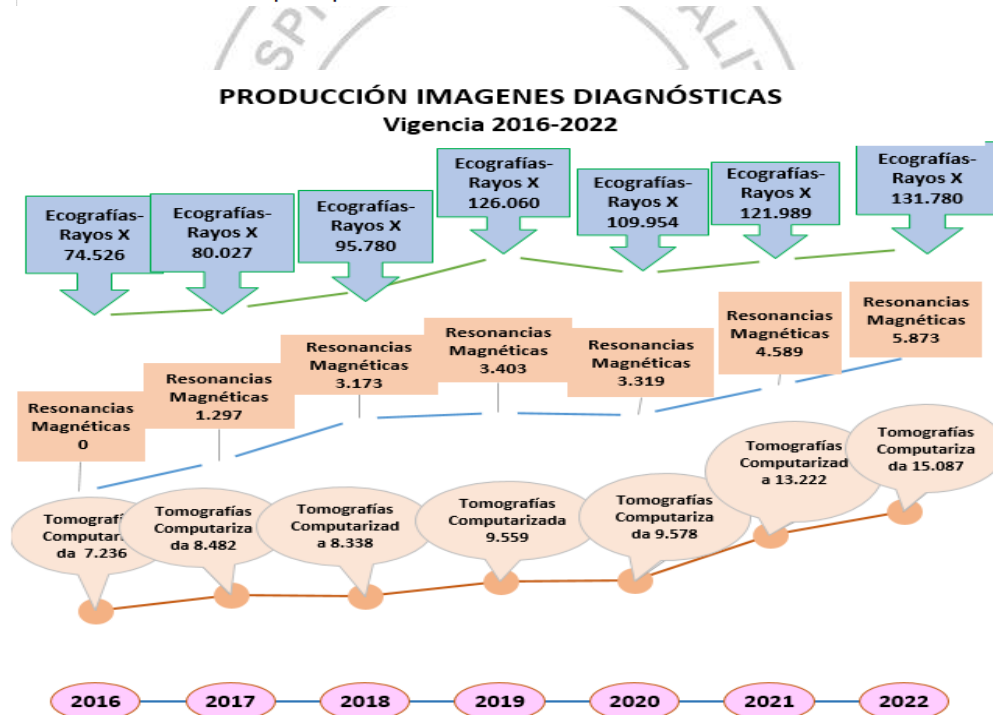 PRODUCCIÓN IMAGENES DIAGNÓSTICAS
Vigencia 2016-2022
Ecografías-
Rayos X
74.526
Ecografías-
Rayos X
80.027
Ecografías-
Rayos X
95.780
Ecografías-
Rayos X
126.060
Ecografías-
Rayos X
109.954
Ecografías-
Rayos X
121.989
Ecografías-
Rayos X
131.780
Resonancias
Magnéticas
0
Resonancias
Magnéticas
1.297
Resonancias
Magnéticas
3.173
Resonancias
Magnéticas
3.403
Resonancias
Magnéticas
3.319
Resonancias
Magnéticas
4.589
Resonancias
Magnéticas
5.873
da 7.236
Tomografías
Computariza
da 8.482
Tomografías
Computarizad
a 8.338
Tomografías
Computarizada
9.559
Tomografías
Computariza
da 9.578
Tomografías
Computarizad
a 13.222
Tomografías
Computariza
da 15.087
2016
2017
2018
2019
2020
2021
2022